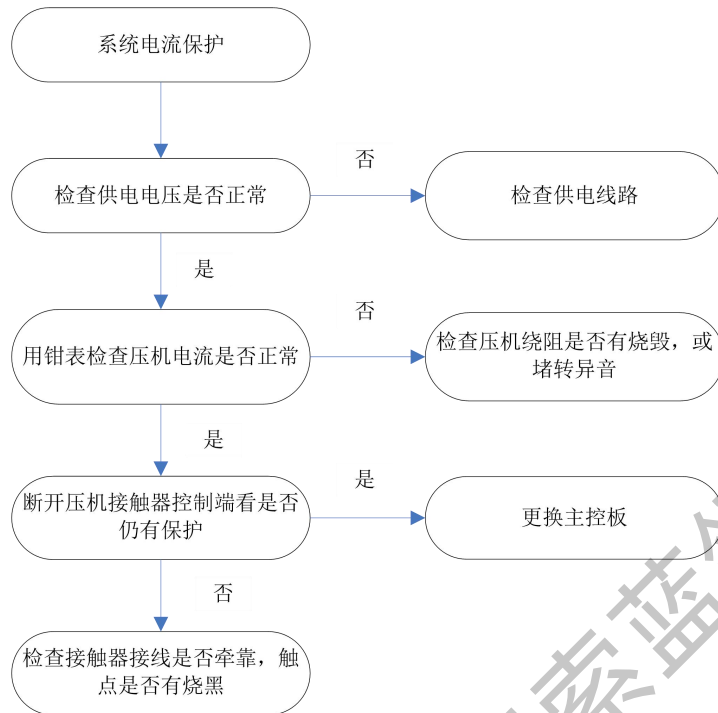 系统电流保护
否
检查供电电压是否正常
检查供电线路
是
否
用钳表检查压机电流是否正常
检查压机绕阻是否有烧毁，或
堵转异音
是
是
断开压机接触器控制端看是否
仍有保护
更换主控板
否
检查接触器接线是否牵靠，触
点是否有烧黑
索蓝